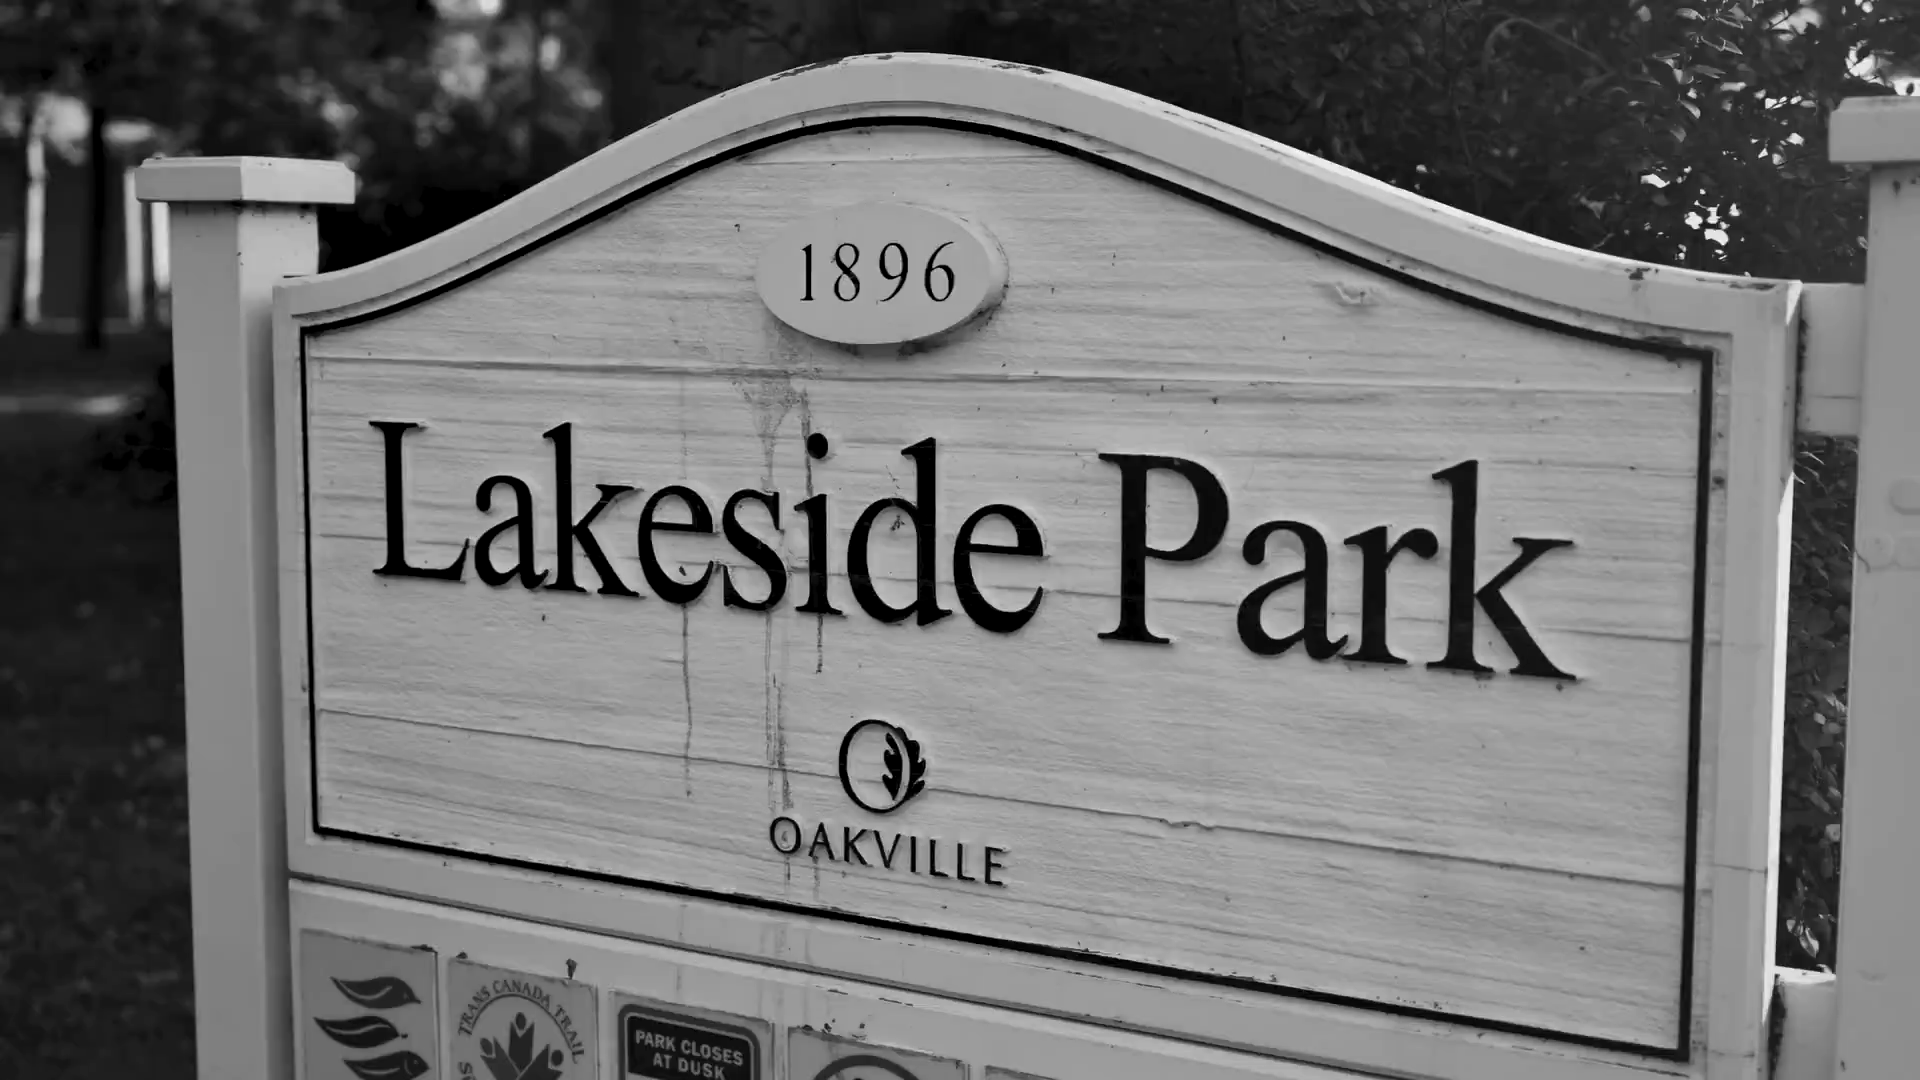 1896
Lakeside Park
OAKVILLE
TRANS CANADA TRAIL
PARK CLOSES
AT DUSK